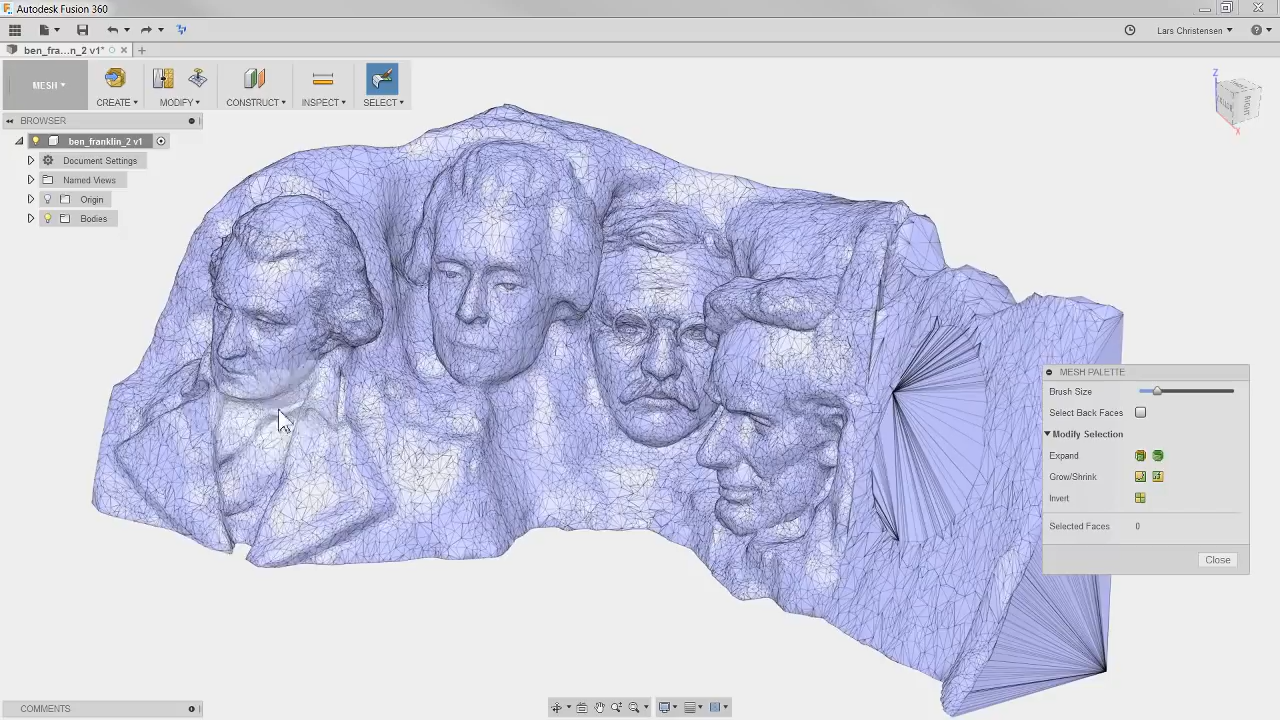 Autodesk Fusion 360
Lars Christensen
ben_fra...n_2 v1*
MESH
CREATE
MODIFY
CONSTRUCT
INSPECT
SELECT
BROWSER
ben_franklin_2 v1
Document Settings
Named Views
Origin
Bodies
Z
RIGHT
X
MESH PALETTE
Brush Size
Select Back Faces
Modify Selection
Expand
Grow/Shrink
Invert
Selected Faces 0
Close
COMMENTS